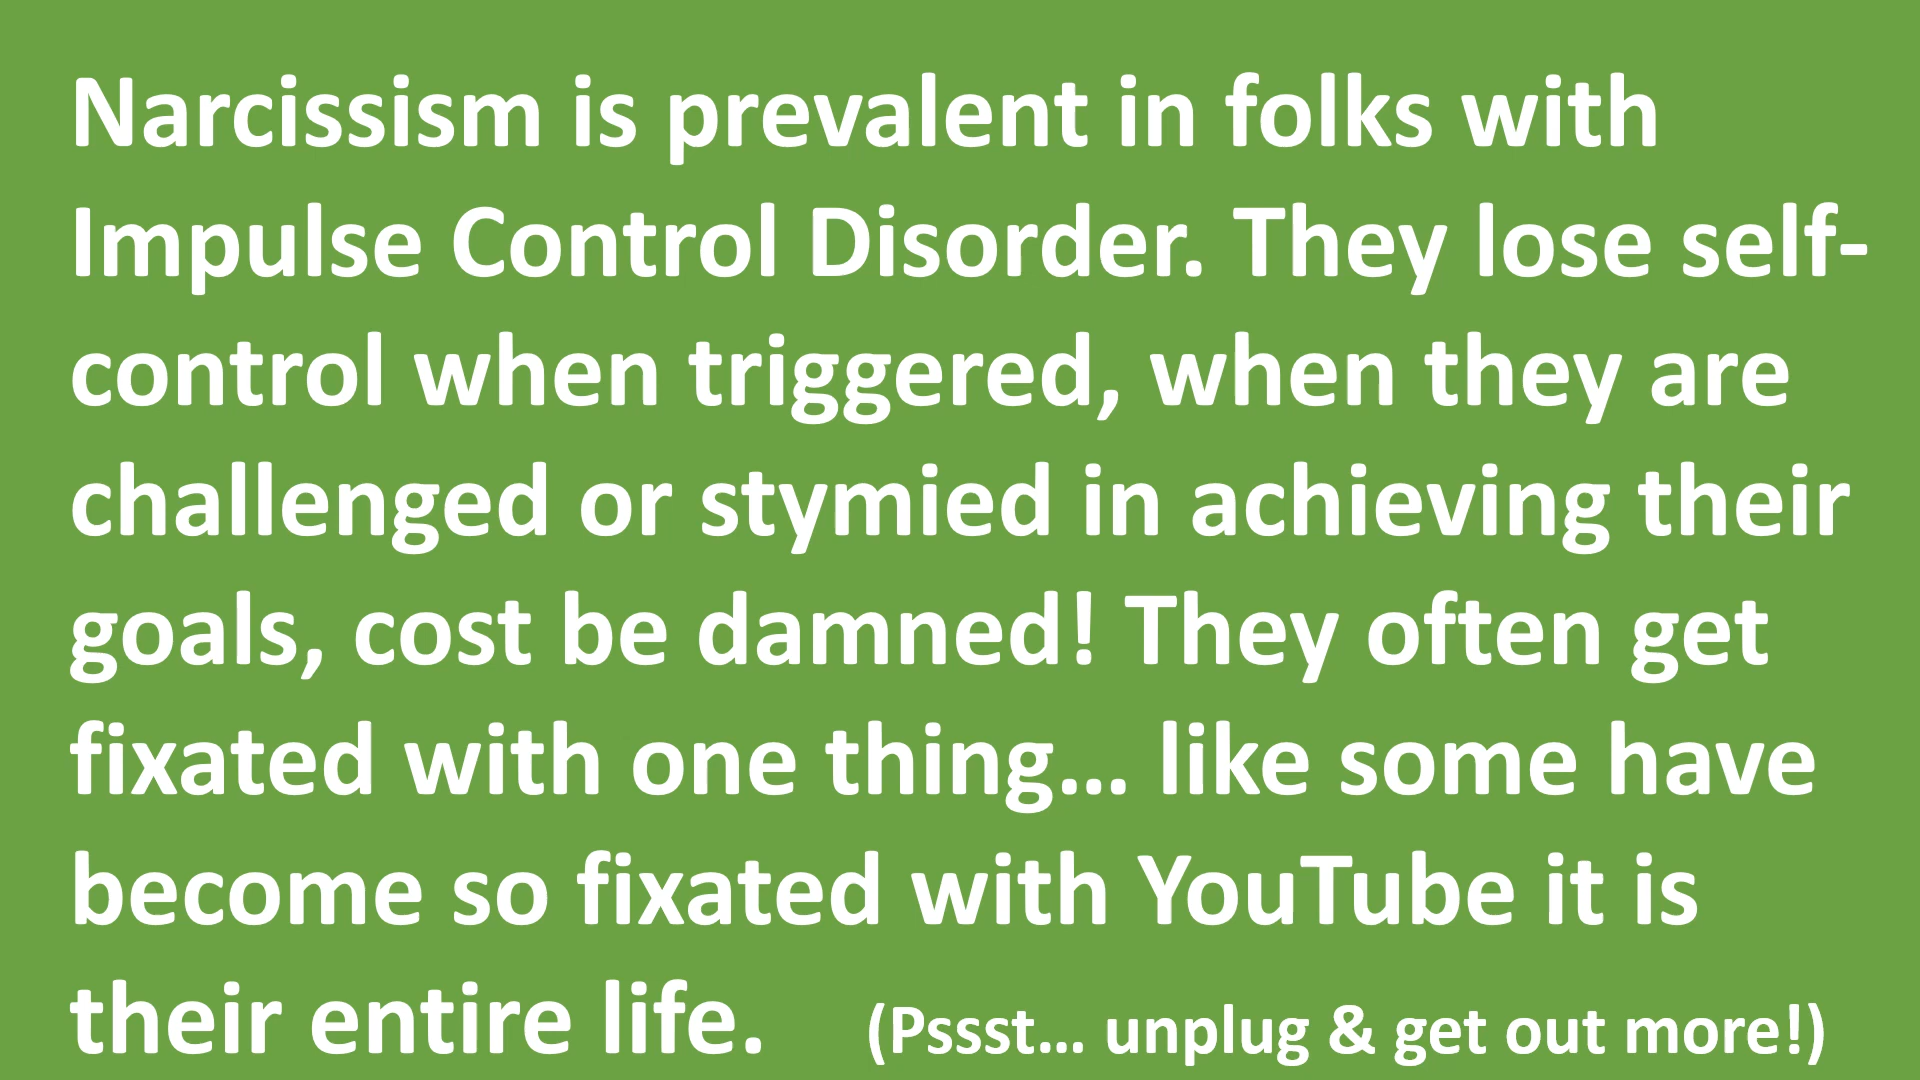 Narcissism is prevalent in folks with
Impulse Control Disorder. They lose self-
control when triggered, when they are
challenged or stymied in achieving their
goals, cost be damned! They often get
fixated with one thing... like some have
become so fixated with YouTube it is
their entire life. (Pssst... unplug & get out more!)